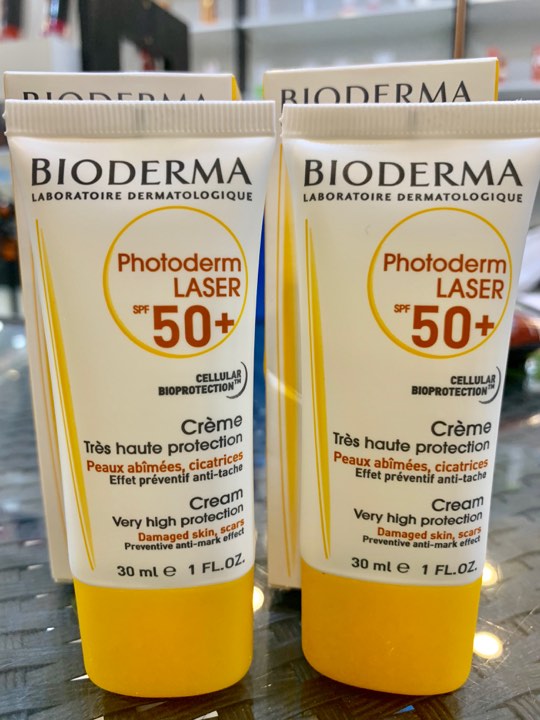 BIODERMA
BIODERMA
BIODERMA
LABORATOIRE DERMATOLOGIQUE
Photoderm
LASER
SPF 50+
CELLULAR
BIOPROTECTION™
Crème
Très haute protection
Peaux abîmées, cicatrices
Effet préventif anti-tache
Cream
Very high protection
Damaged skin, scars
Preventive anti-mark effect
30 ml e 1 FL.OZ.
BIODERMA
LABORATOIRE DERMATOLOGIQUE
Photoderm
LASER
SPF 50+
CELLULAR
BIOPROTECTION™
Crème
Très haute protection
Peaux abîmées, cicatrices
Effet préventif anti-tache
Cream
Very high protection
Damaged skin, scars
Preventive anti-mark effect
30 ml e 1 FL.OZ.